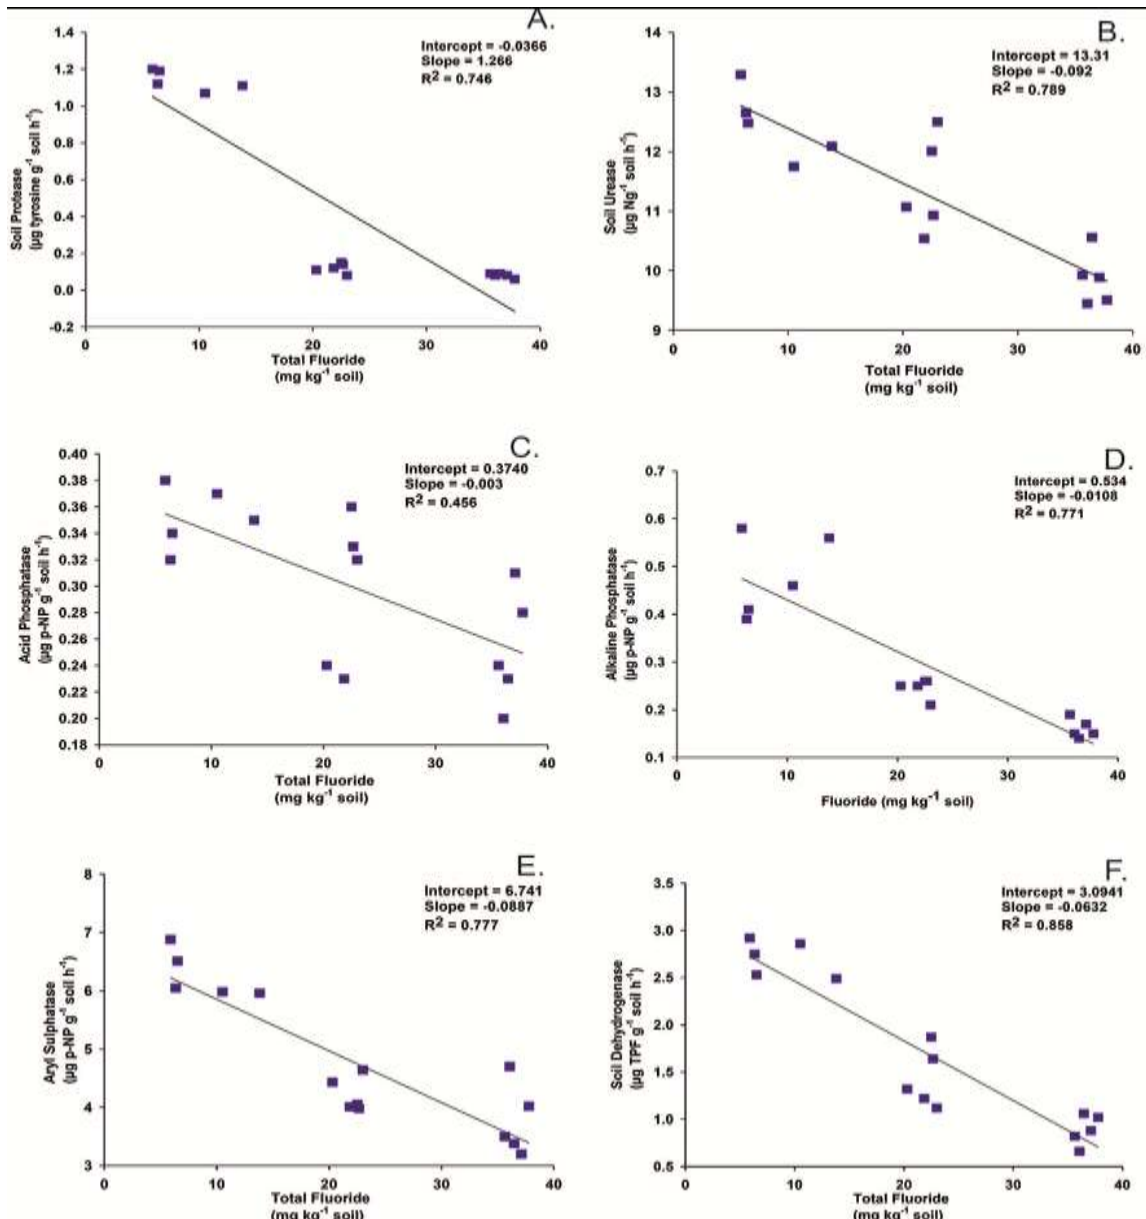 A.
Intercept = -0.0366
Slope = 1.266
R² = 0.746
Soil Protease
(µg tyrosine g⁻¹ soil h⁻¹)
1.4
1.2
1.0
0.8
0.6
0.4
0.2
0.0
-0.2
0 10 20 30 40
Total Fluoride
(mg kg⁻¹ soil)
B.
Intercept = 13.31
Slope = -0.092
R² = 0.789
Soil Urease
(µg Ng⁻¹ soil h⁻¹)
14
13
12
11
10
9
0 10 20 30 40
Total Fluoride
(mg kg⁻¹ soil)
C.
Intercept = 0.3740
Slope = -0.003
R² = 0.456
Acid Phosphatase
(µg p-NP g⁻¹ soil h⁻¹)
0.40
0.38
0.36
0.34
0.32
0.30
0.28
0.26
0.24
0.22
0.20
0.18
0 10 20 30 40
Total Fluoride
(mg kg⁻¹ soil)
D.
Intercept = 0.534
Slope = -0.0108
R² = 0.771
Alkaline Phosphatase
(µg p-NP g⁻¹ soil h⁻¹)
0.7
0.6
0.5
0.4
0.3
0.2
0.1
0 10 20 30 40
Fluoride (mg kg⁻¹ soil)
E.
Intercept = 6.741
Slope = -0.0887
R² = 0.777
Aryl Sulphatase
(µg p-NP g⁻¹ soil h⁻¹)
8
7
6
5
4
3
0 10 20 30 40
Total Fluoride
(mg kg⁻¹ soil)
F.
Intercept = 3.0941
Slope = -0.0632
R² = 0.858
Soil Dehydrogenase
(µg TPF g⁻¹ soil h⁻¹)
3.5
3.0
2.5
2.0
1.5
1.0
0.5
0 10 20 30 40
Total Fluoride
(mg kg⁻¹ soil)